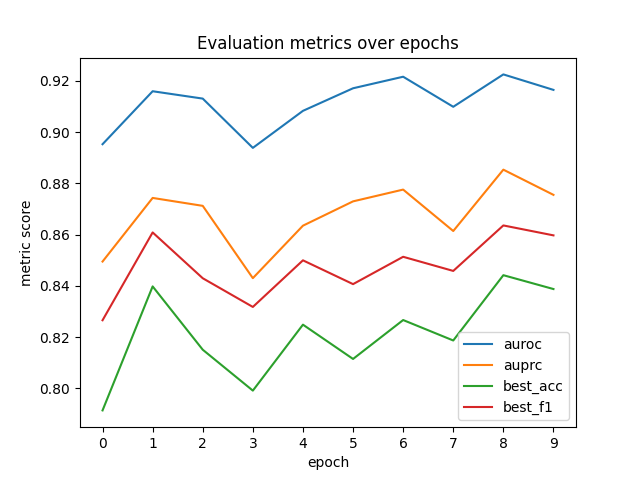 Evaluation metrics over epochs
metric score
0.92
0.90
0.88
0.86
0.84
0.82
0.80
auroc
auprc
best_acc
best_f1
0 1 2 3 4 5 6 7 8 9
epoch